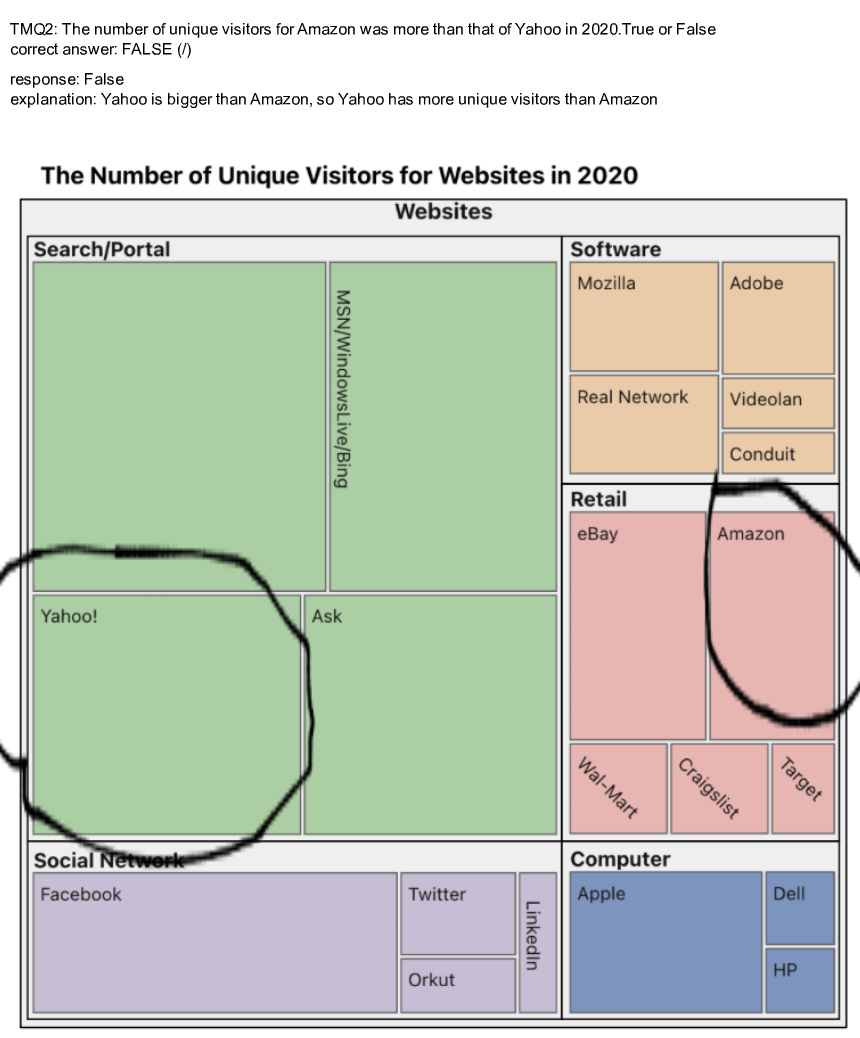 TMQ2: The number of unique visitors for Amazon was more than that of Yahoo in 2020.True or False
correct answer: FALSE (/)
response: False
explanation: Yahoo is bigger than Amazon, so Yahoo has more unique visitors than Amazon
The Number of Unique Visitors for Websites in 2020
Websites
Search/Portal
MSN/WindowsLive/Bing
Yahoo!
Ask
Software
Mozilla
Adobe
Real Network
Videolan
Conduit
Retail
eBay
Amazon
Wal-Mart
Craigslist
Target
Social Network
Facebook
Twitter
Orkut
LinkedIn
Computer
Apple
Dell
HP